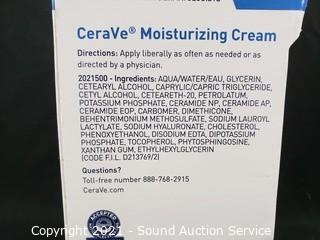 CeraVe® Moisturizing Cream
Directions: Apply liberally as often as needed or as
directed by a physician.
2021500 - Ingredients: AQUA/WATER/EAU, GLYCERIN,
CETEARYL ALCOHOL, CAPRYLIC/CAPRIC TRIGLYCERIDE,
CETYL ALCOHOL, CETEARETH-20, PETROLATUM,
POTASSIUM PHOSPHATE, CERAMIDE NP, CERAMIDE AP,
CERAMIDE EOP, CARBOMER, DIMETHICONE,
BEHENTRIMONIUM METHOSULFATE, SODIUM LAUROYL
LACTYLATE, SODIUM HYALURONATE, CHOLESTEROL,
PHENOXYETHANOL, DISODIUM EDTA, DIPOTASSIUM
PHOSPHATE, TOCOPHEROL, PHYTOSPHINGOSINE,
XANTHAN GUM, ETHYLHEXYLGLYCERIN
(CODE F.I.L. D213769/2)
Questions?
Toll-free number 888-768-2915
CeraVe.com
ACCEPTED
Copyright 2021 - Sound Auction Service